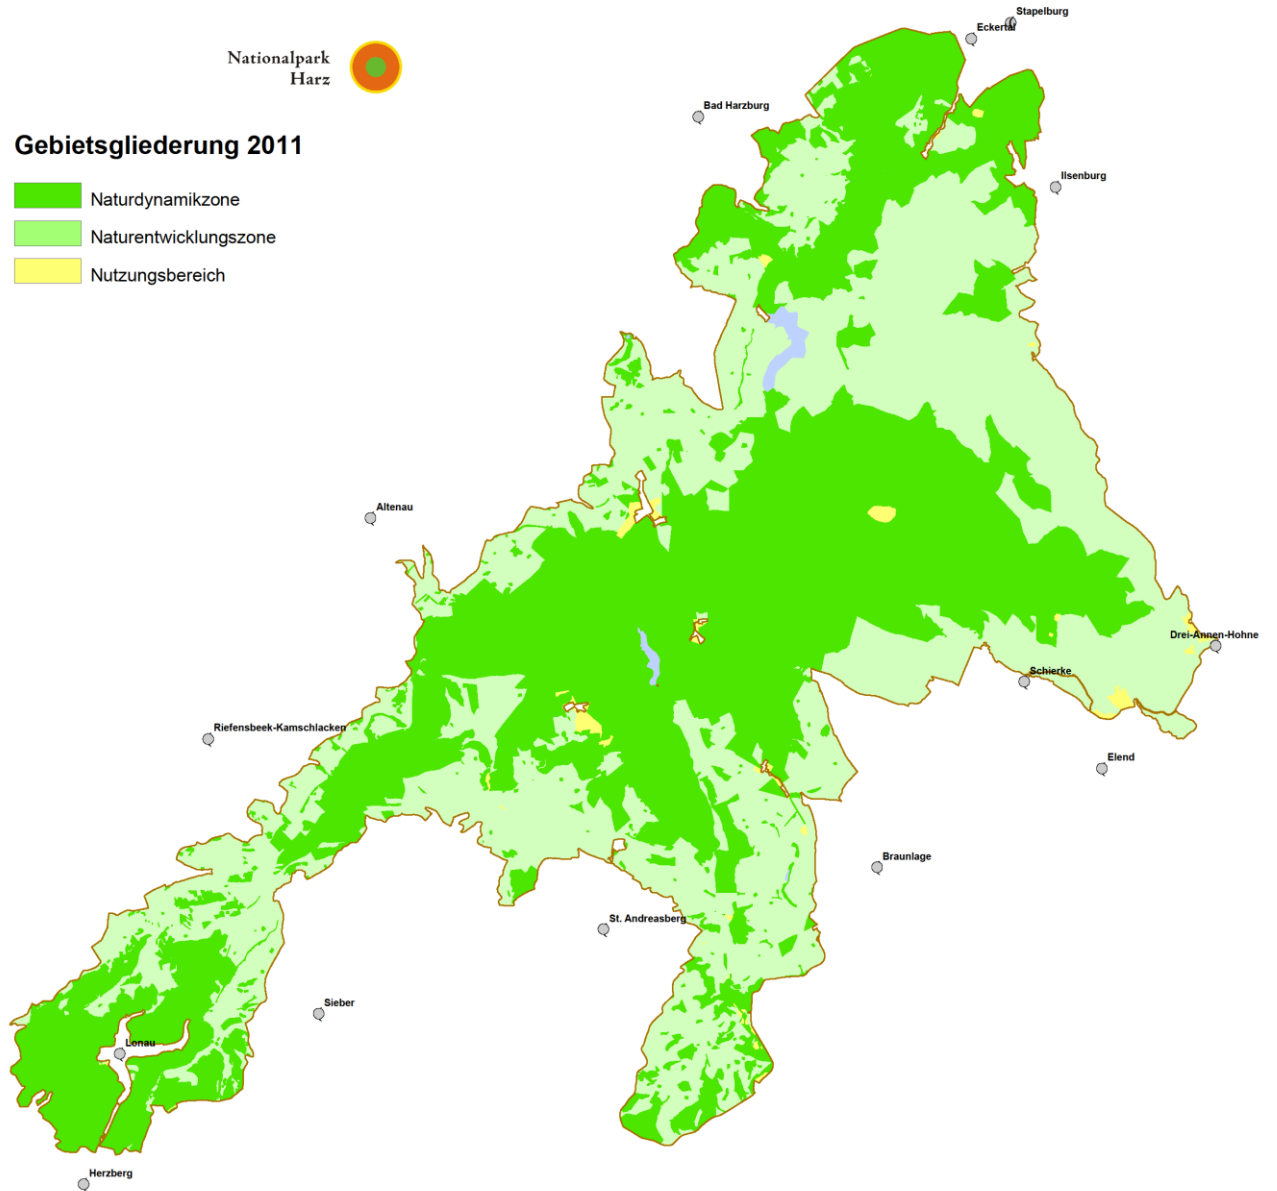 Nationalpark
Harz
Gebietsgliederung 2011
Naturdynamikzone
Naturentwicklungszone
Nutzungsbereich
Stapelburg
Eckertal
Bad Harzburg
Ilsenburg
Altenau
Drei-Annen-Hohne
Schierke
Riefensbeek-Kamschlacken
Elend
Braunlage
St. Andreasberg
Sieber
Lonau
Herzberg